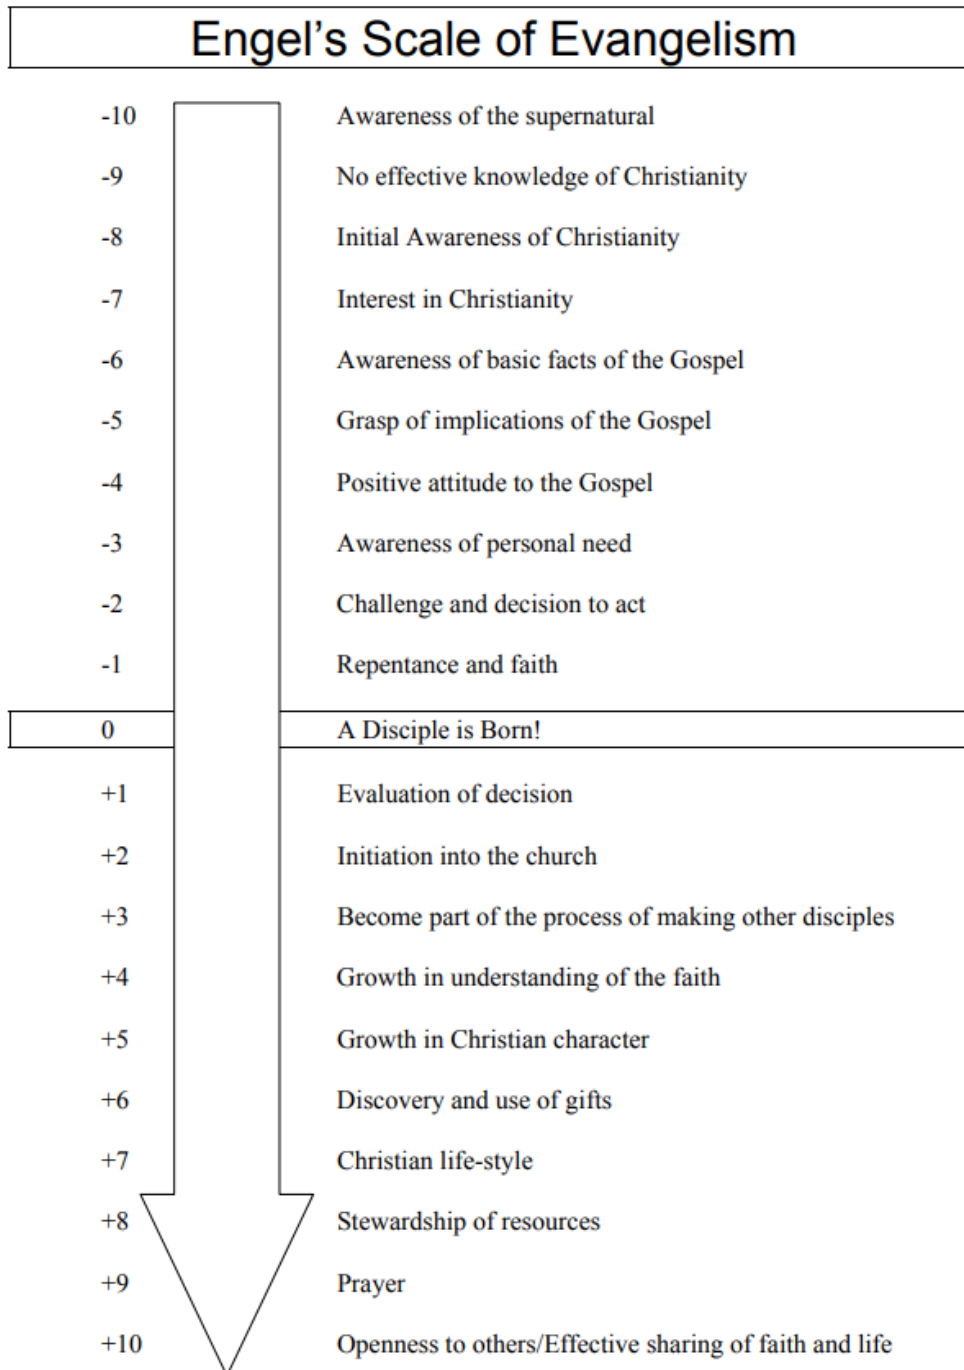 Engel's Scale of Evangelism
-10 Awareness of the supernatural
-9 No effective knowledge of Christianity
-8 Initial Awareness of Christianity
-7 Interest in Christianity
-6 Awareness of basic facts of the Gospel
-5 Grasp of implications of the Gospel
-4 Positive attitude to the Gospel
-3 Awareness of personal need
-2 Challenge and decision to act
-1 Repentance and faith
0 A Disciple is Born!
+1 Evaluation of decision
+2 Initiation into the church
+3 Become part of the process of making other disciples
+4 Growth in understanding of the faith
+5 Growth in Christian character
+6 Discovery and use of gifts
+7 Christian life-style
+8 Stewardship of resources
+9 Prayer
+10 Openness to others/Effective sharing of faith and life